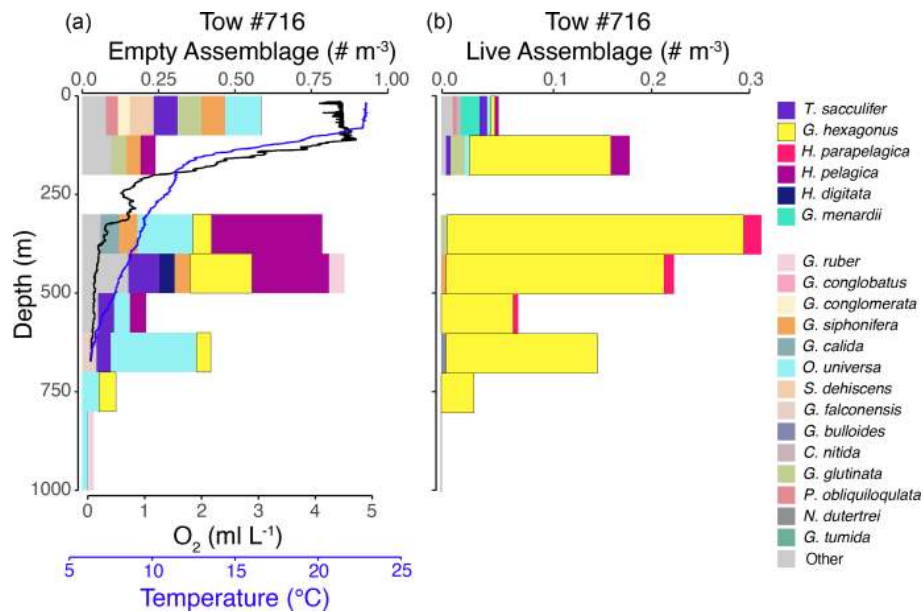 (a) Tow #716
Empty Assemblage (# m-3)
0.0 0.25 0.50 0.75 1.00
0
250
500
750
1000
Depth (m)
0 1 2 3 4 5
O2 (ml L-1)
5 10 15 20 25
Temperature (°C)
(b) Tow #716
Live Assemblage (# m-3)
0.0 0.1 0.2 0.3
T. sacculifer
G. hexagonus
H. parapelagica
H. pelagica
H. digitata
G. menardii
G. ruber
G. conglobatus
G. conglomerata
G. siphonifera
G. calida
O. universa
S. dehiscens
G. falconensis
G. bulloides
C. nitida
G. glutinata
P. obliquiloqulata
N. dutertrei
G. tumida
Other